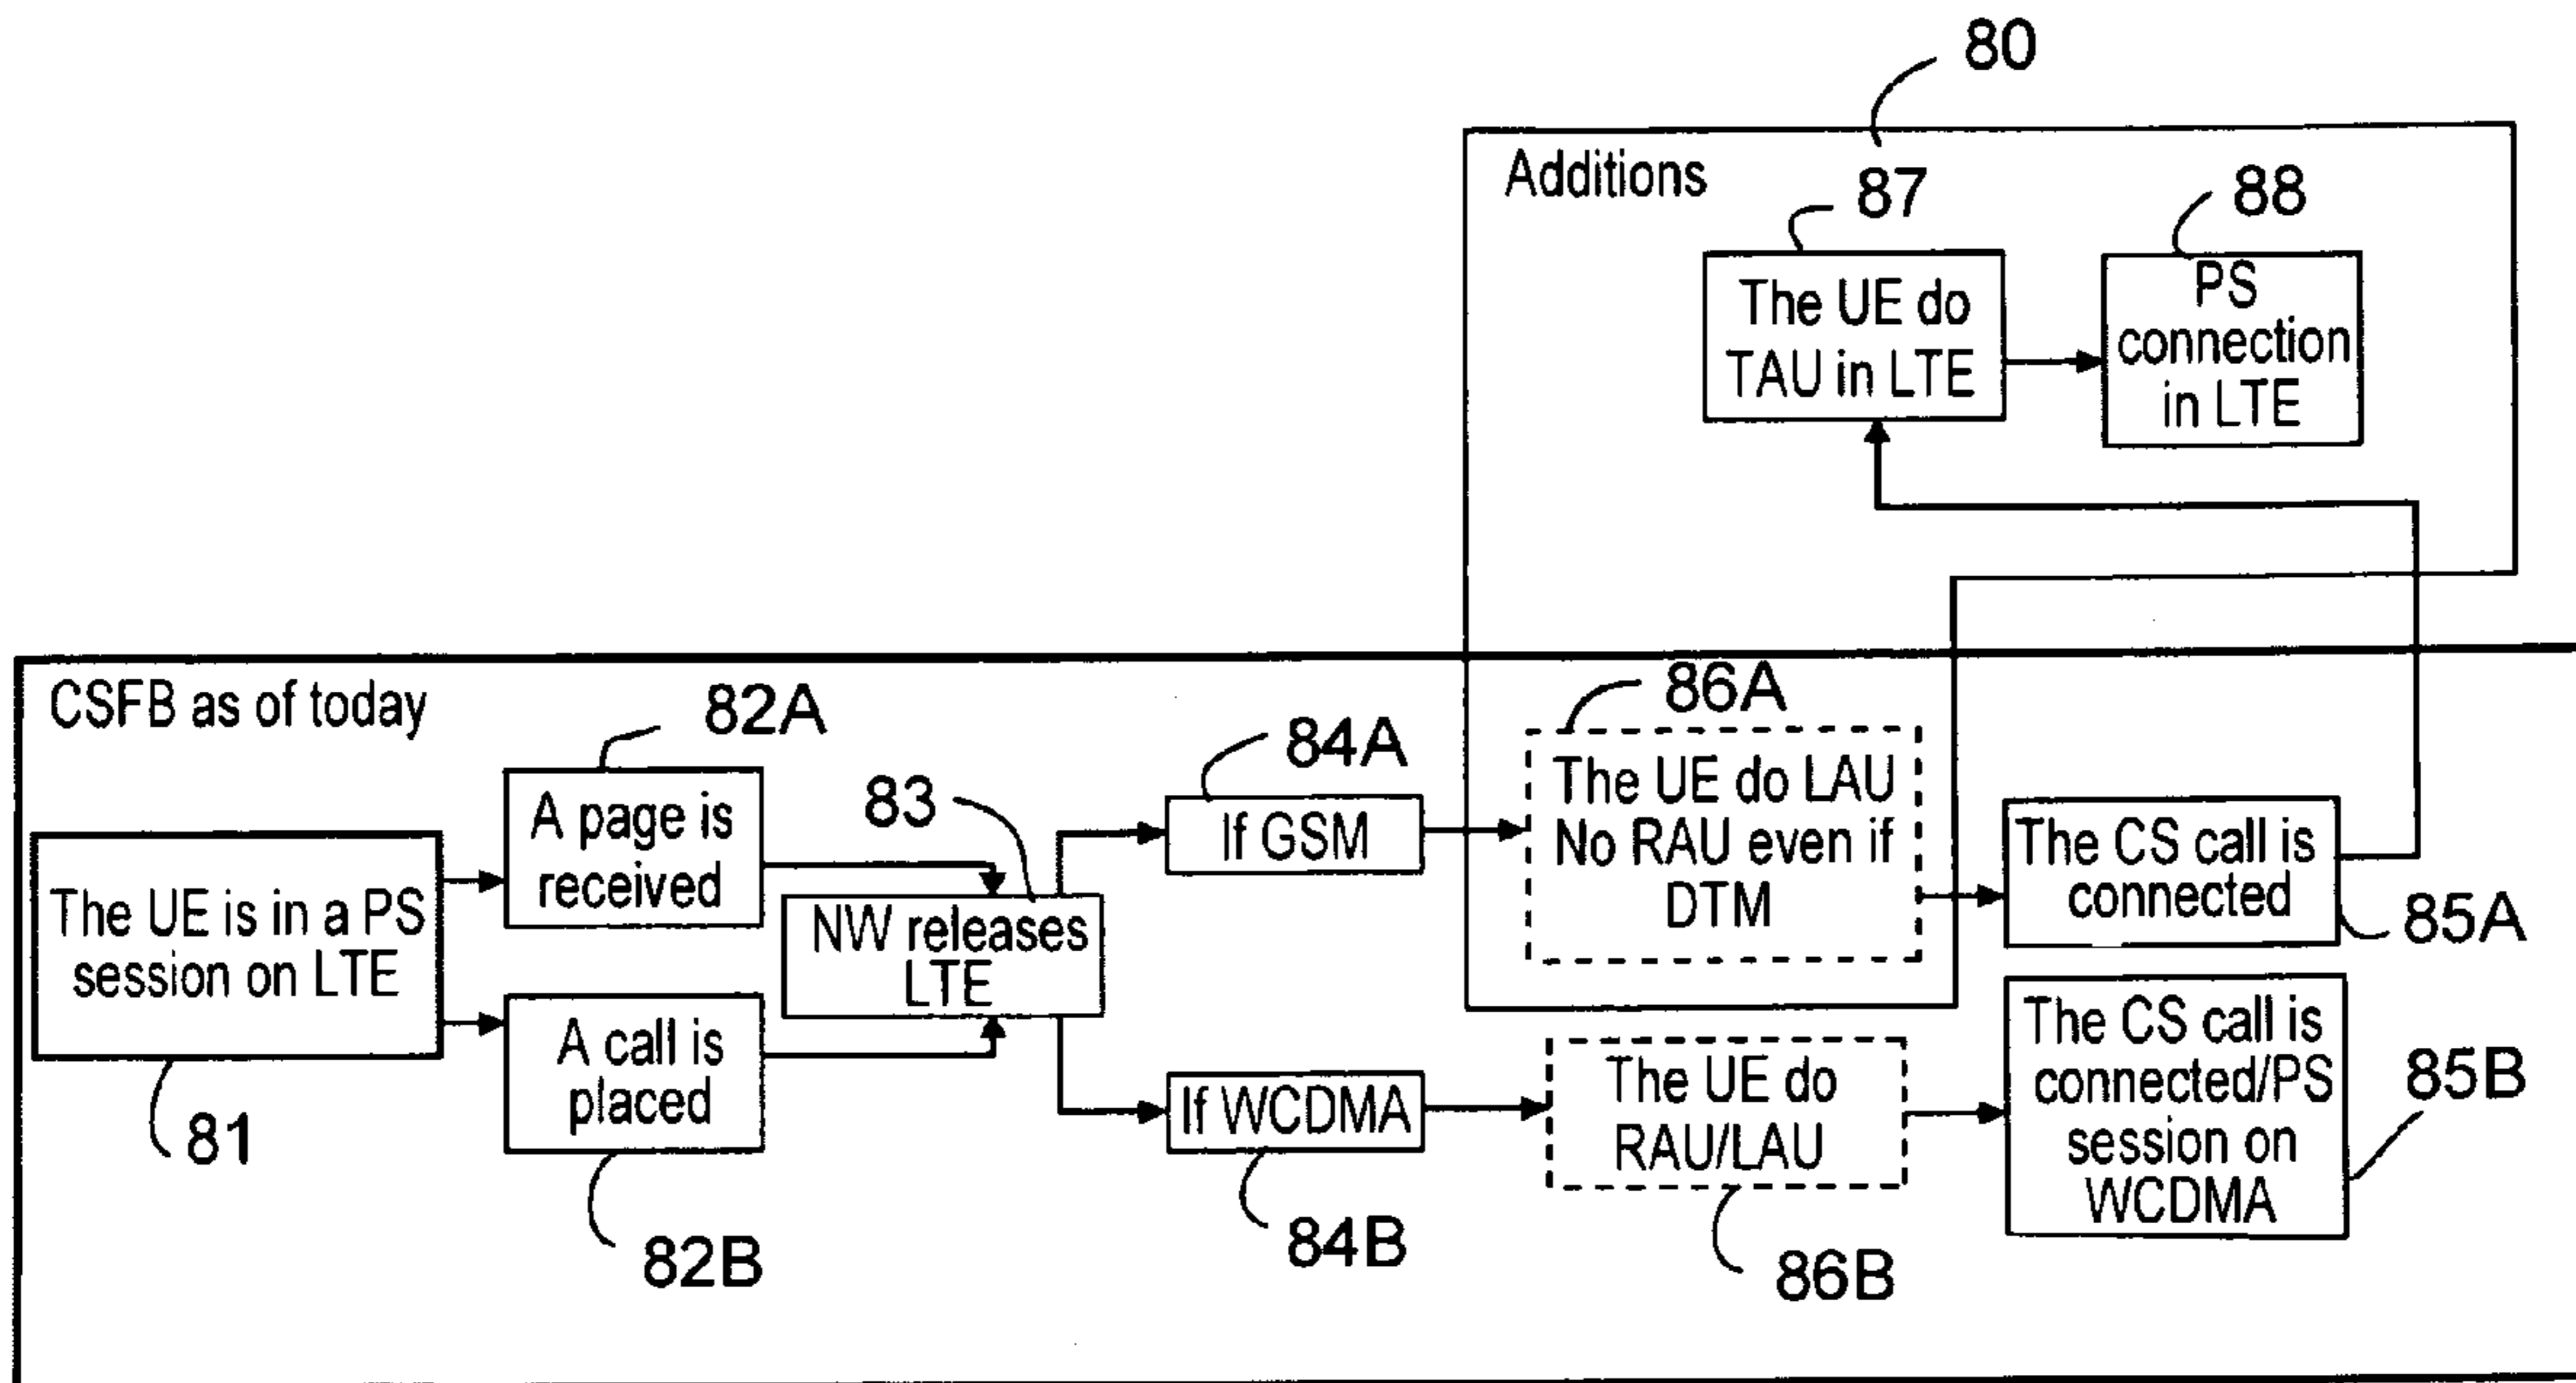 80
Additions
87
88
The UE do
TAU in LTE
PS
connection
in LTE
CSFB as of today
82A
86A
84A
83
A page is
received
If GSM
The UE do LAU
No RAU even if
DTM
The CS call is
connected
85A
The UE is in a PS
session on LTE
NW releases
LTE
81
A call is
placed
82B
If WCDMA
84B
The UE do
RAU/LAU
86B
The CS call is
connected/PS
session on
WCDMA
85B